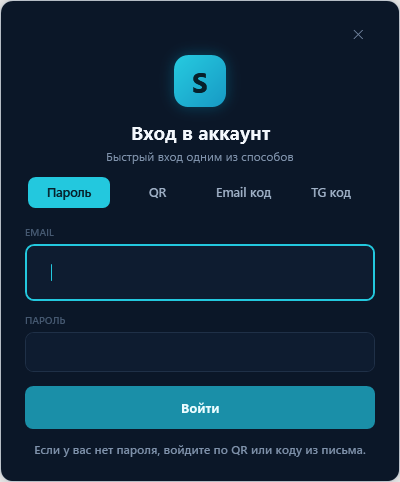 S
Вход в аккаунт
Быстрый вход одним из способов
Пароль QR Email код TG код
EMAIL
ПАРОЛЬ
Войти
Если у вас нет пароля, войдите по QR или коду из письма.